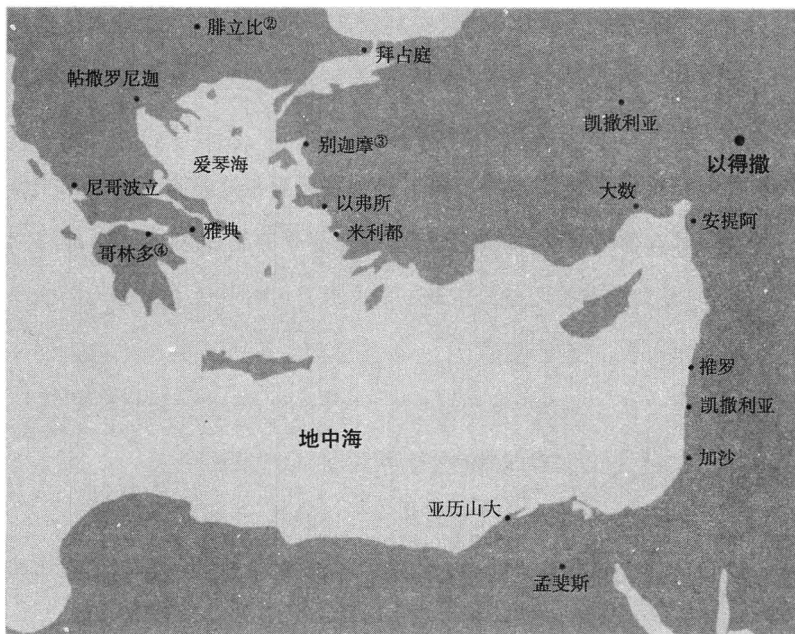 腓立比②
拜占庭
帖撒罗尼迦
凯撒利亚
别迦摩③
以得撒
爱琴海
尼哥波立
以弗所
大数
安提阿
雅典
米利都
哥林多④
推罗
凯撒利亚
地中海
加沙
亚历山大
孟斐斯